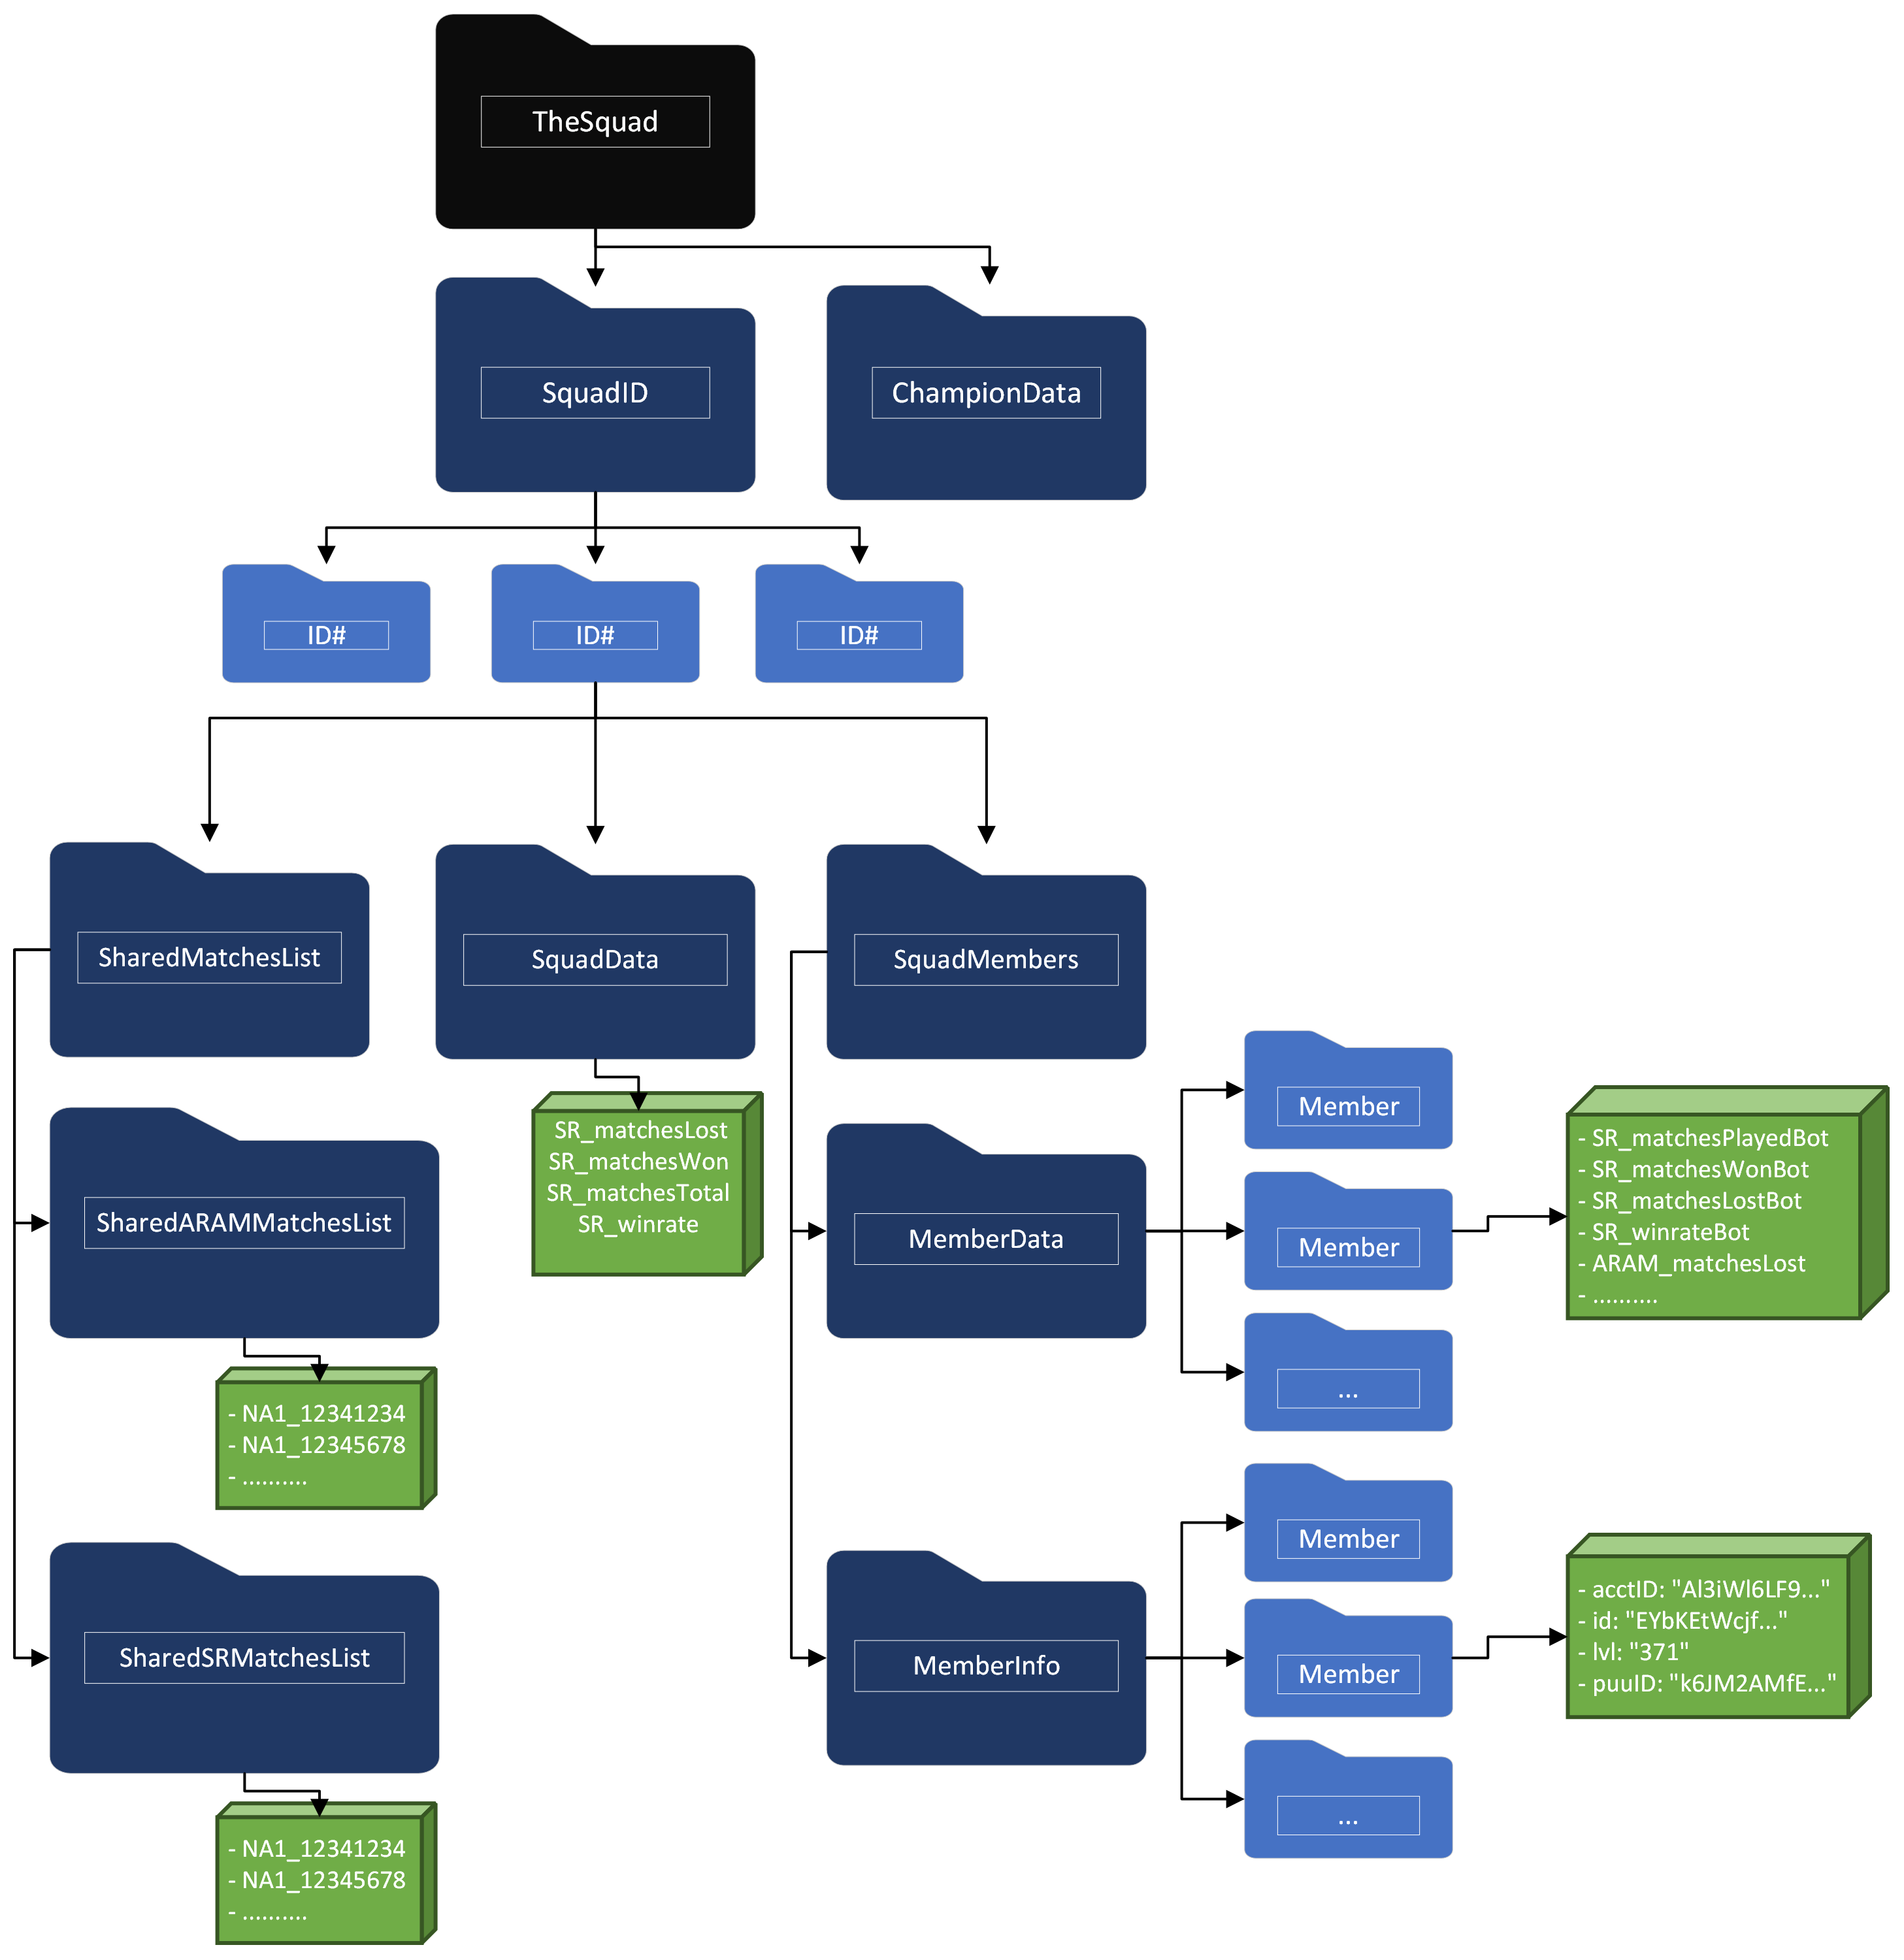 TheSquad
SquadID
ChampionData
ID#
ID#
ID#
SharedMatchesList
SquadData
SquadMembers
SR_matchesLost
SR_matchesWon
SR_matchesTotal
SR_winrate
SharedARAMMatchesList
- NA1_12341234
- NA1_12345678
- ..........
SharedSRMatchesList
- NA1_12341234
- NA1_12345678
- ..........
MemberData
Member
Member
...
- SR_matchesPlayedBot
- SR_matchesWonBot
- SR_matchesLostBot
- SR_winrateBot
- ARAM_matchesLost
- ..........
MemberInfo
Member
Member
...
- acctID: "Al3iWl6LF9..."
- id: "EYbKEtWcjf..."
- lvl: "371"
- puuID: "k6JM2AMfE..."